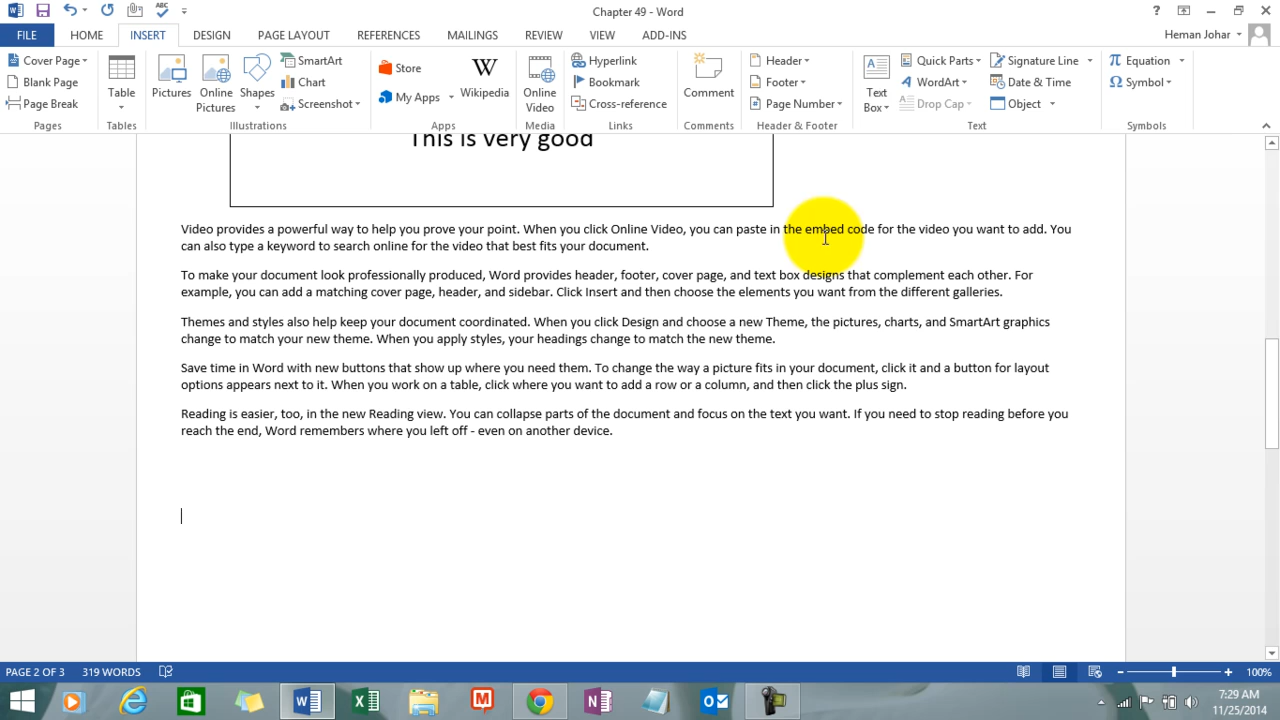 Chapter 49 - Word
FILE HOME INSERT DESIGN PAGE LAYOUT REFERENCES MAILINGS REVIEW VIEW ADD-INS Heman Johar
Cover Page
Blank Page
Page Break
Pages
Table
Tables
Pictures
Online Pictures
Shapes
SmartArt
Chart
Screenshot
Illustrations
Store
My Apps
Wikipedia
Apps
Online Video
Media
Hyperlink
Bookmark
Cross-reference
Links
Comment
Comments
Header
Footer
Page Number
Header & Footer
Text Box
Quick Parts
WordArt
Drop Cap
Signature Line
Date & Time
Object
Text
Equation
Symbol
Symbols
This is very good
Video provides a powerful way to help you prove your point. When you click Online Video, you can paste in the embed code for the video you want to add. You
can also type a keyword to search online for the video that best fits your document.
To make your document look professionally produced, Word provides header, footer, cover page, and text box designs that complement each other. For
example, you can add a matching cover page, header, and sidebar. Click Insert and then choose the elements you want from the different galleries.
Themes and styles also help keep your document coordinated. When you click Design and choose a new Theme, the pictures, charts, and SmartArt graphics
change to match your new theme. When you apply styles, your headings change to match the new theme.
Save time in Word with new buttons that show up where you need them. To change the way a picture fits in your document, click it and a button for layout
options appears next to it. When you work on a table, click where you want to add a row or a column, and then click the plus sign.
Reading is easier, too, in the new Reading view. You can collapse parts of the document and focus on the text you want. If you need to stop reading before you
reach the end, Word remembers where you left off - even on another device.
PAGE 2 OF 3 319 WORDS 100%
7:29 AM
11/25/2014